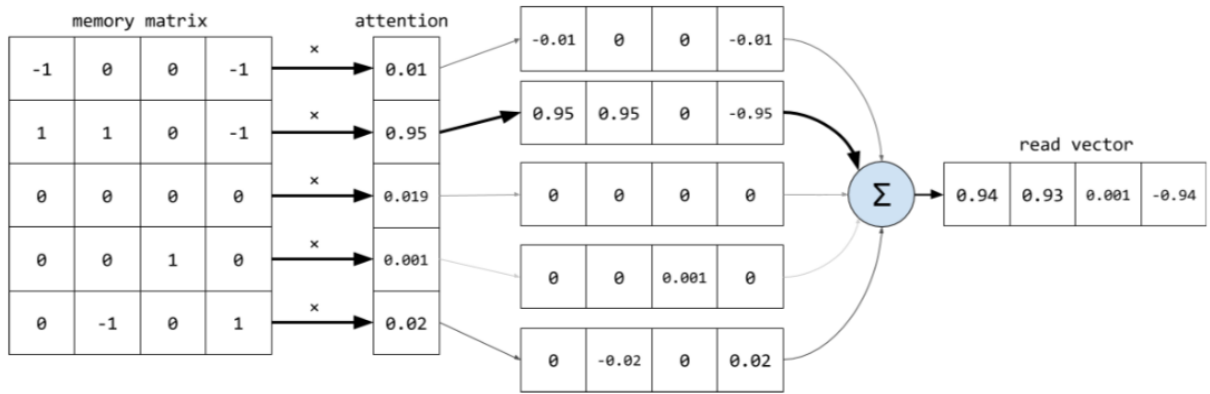 memory matrix
attention
-1 0 0 -1
×
0.01
-0.01 0 0 -0.01
1 1 0 -1
×
0.95
0.95 0.95 0 -0.95
0 0 0 0
×
0.019
0 0 0 0
0 0 1 0
×
0.001
0 0 0.001 0
0 -1 0 1
×
0.02
0 -0.02 0 0.02
Σ
read vector
0.94 0.93 0.001 -0.94